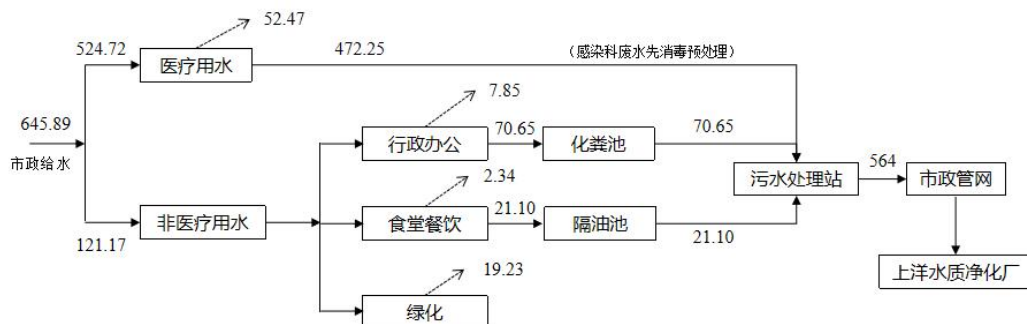 52.47
524.72
医疗用水
472.25
（感染科废水先消毒预处理）
7.85
645.89
市政给水
行政办公
70.65
化粪池
70.65
2.34
污水处理站
564
市政管网
121.17
非医疗用水
食堂餐饮
21.10
隔油池
21.10
19.23
上洋水质净化厂
绿化